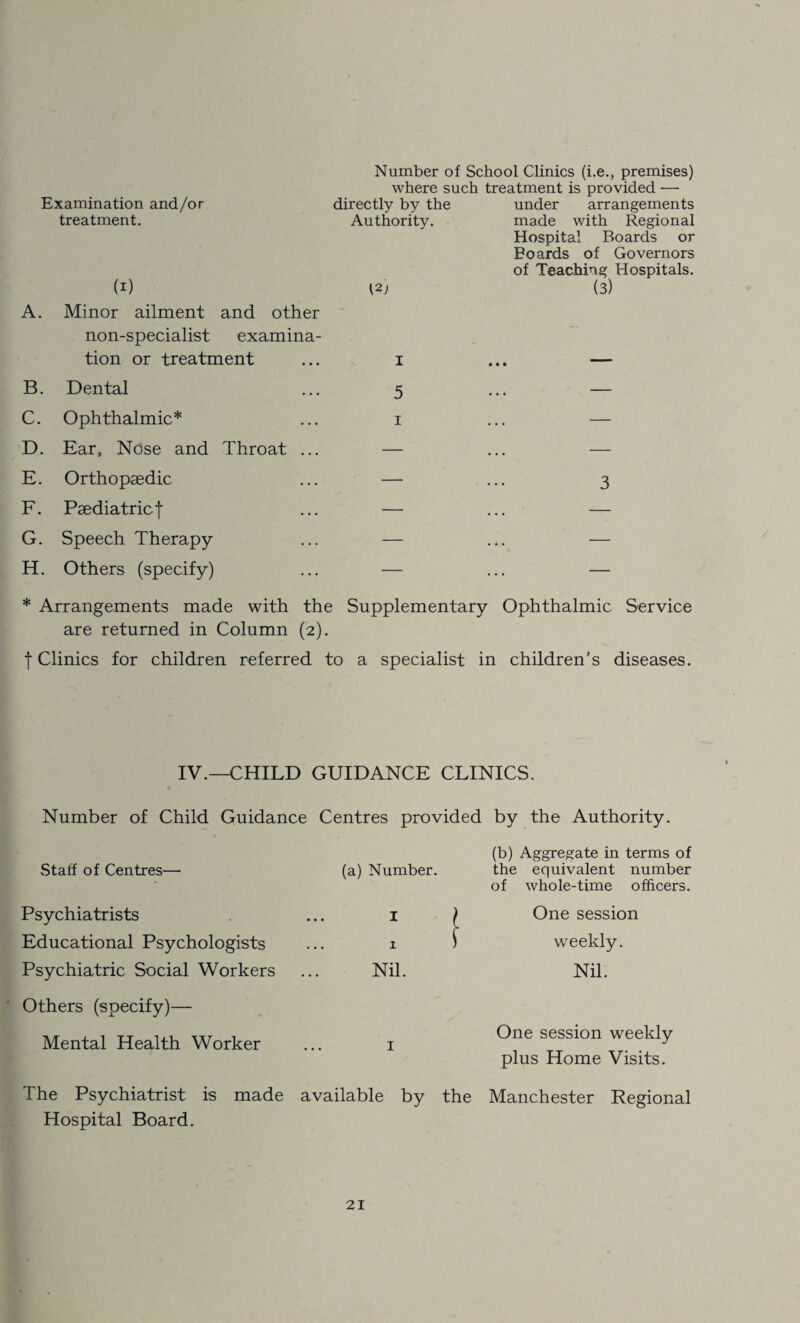 Number of School Clinics (i.e., premises)
where such treatment is provided —
Examination and/or directly by the under arrangements
treatment. Authority. made with Regional
Hospital Boards or
Boards of Governors
of Teaching Hospitals.
(1) (2) (3)
A. Minor ailment and other
non-specialist examina-
tion or treatment ... 1 ... —
B. Dental ... 5 ... —
C. Ophthalmic* ... 1 ... —
D. Ear, Nose and Throat ... — ... —
E. Orthopædic ... — ... 3
F. Pædiatric† ... — ... —
G. Speech Therapy ... — ... —
H. Others (specify) ... — ... —
* Arrangements made with the Supplementary Ophthalmic Service
are returned in Column (2).
† Clinics for children referred to a specialist in children's diseases.
IV.—CHILD GUIDANCE CLINICS.
Number of Child Guidance Centres provided by the Authority.
(b) Aggregate in terms of
Staff of Centres— (a) Number. the equivalent number
of whole-time officers.
Psychiatrists ... 1 } One session
Educational Psychologists ... 1 } weekly.
Psychiatric Social Workers ... Nil. Nil.
Others (specify)—
Mental Health Worker ... 1 One session weekly
plus Home Visits.
The Psychiatrist is made available by the Manchester Regional
Hospital Board.
21